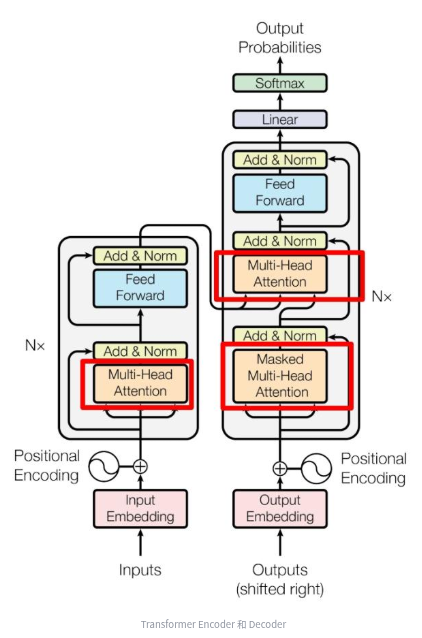 Output
Probabilities
Softmax
Linear
Add & Norm
Feed
Forward
Add & Norm
Multi-Head
Attention
Add & Norm
Masked
Multi-Head
Attention
Nx
Add & Norm
Feed
Forward
Add & Norm
Multi-Head
Attention
Nx
Positional
Encoding
Positional
Encoding
Input
Embedding
Output
Embedding
Inputs
Outputs
(shifted right)
Transformer Encoder 和 Decoder